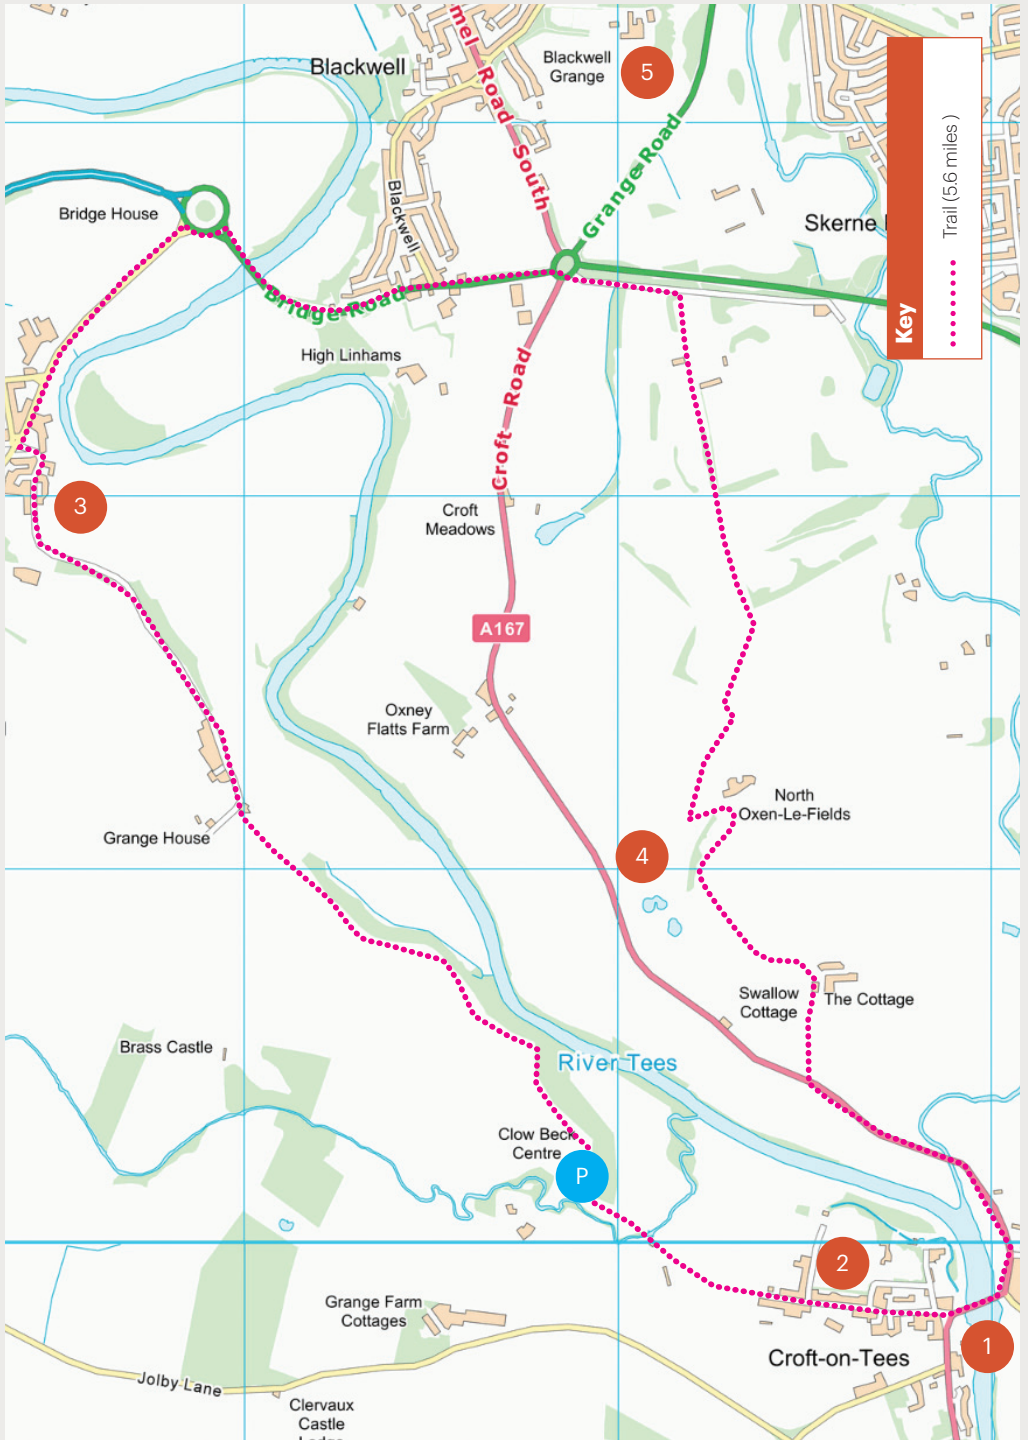 mel Road South
Blackwell
Blackwell
Grange
5
Grange Road
Key
Trail (5.6 miles )
Skerne
Bridge House
Blackwell
Bridge Road
High Linhams
Croft Road
3
Croft
Meadows
A167
Oxney
Flatts Farm
North
Oxen-Le-Fields
Grange House
4
Swallow
Cottage
The Cottage
Brass Castle
River Tees
Clow Beck
Centre
P
2
Grange Farm
Cottages
1
Croft-on-Tees
Jolby Lane
Clervaux
Castle